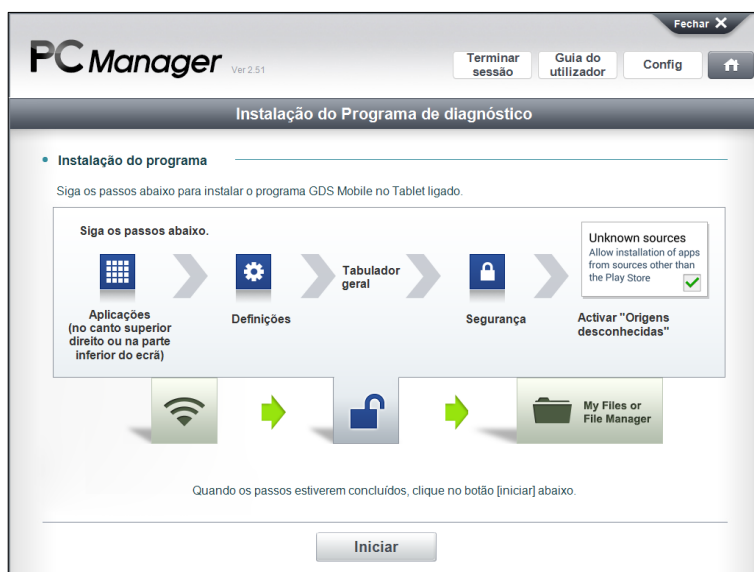 Fechar
PC Manager Ver 2.51
Terminar
sessão
Guia do
utilizador
Config
Instalação do Programa de diagnóstico
Instalação do programa
Siga os passos abaixo para instalar o programa GDS Mobile no Tablet ligado.
Siga os passos abaixo.
Aplicações
(no canto superior
direito ou na parte
inferior do ecrã)
Definições
Tabulador
geral
Segurança
Unknown sources
Allow installation of apps
from sources other than
the Play Store
Activar "Origens
desconhecidas"
My Files or
File Manager
Quando os passos estiverem concluídos, clique no botão [iniciar] abaixo.
Iniciar